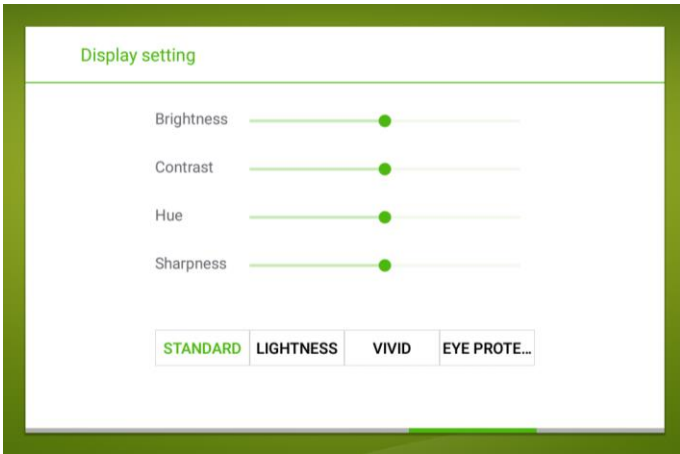 Display setting
Brightness
Contrast
Hue
Sharpness
STANDARD LIGHTNESS VIVID EYE PROTE...